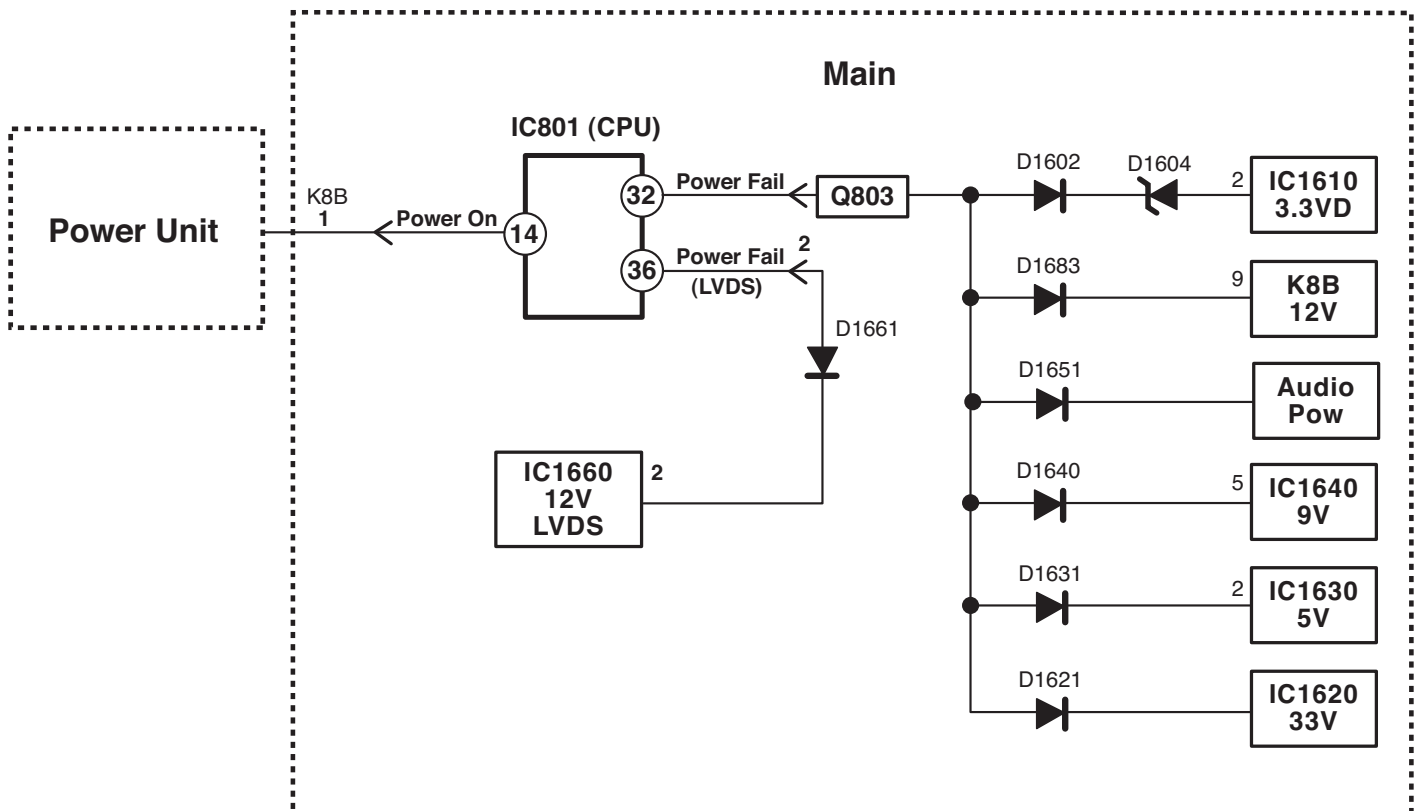 Main
Power Unit
K8B
1
Power On
IC801 (CPU)
14
32
36
Power Fail
Q803
Power Fail
(LVDS)
2
D1661
IC1660
12V
LVDS
2
D1602
D1604
2
IC1610
3.3VD
D1683
9
K8B
12V
D1651
Audio
Pow
D1640
5
IC1640
9V
D1631
2
IC1630
5V
D1621
IC1620
33V